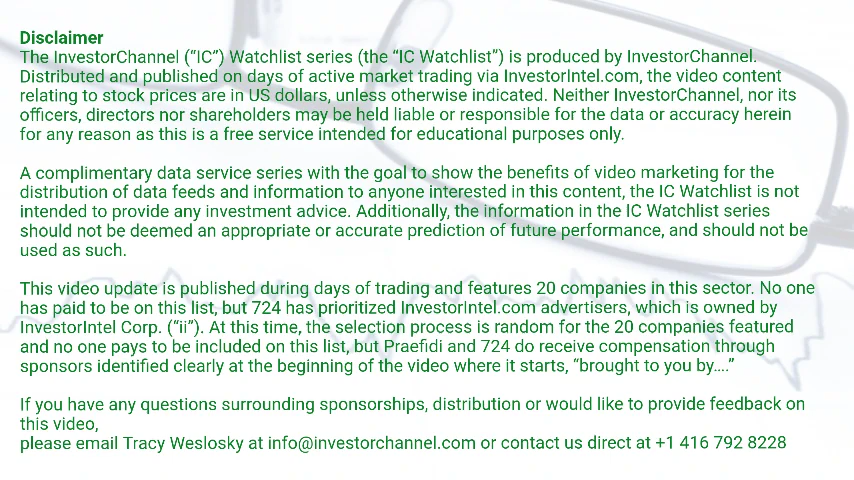 Disclaimer
The InvestorChannel (“IC”) Watchlist series (the “IC Watchlist”) is produced by InvestorChannel.
Distributed and published on days of active market trading via InvestorIntel.com, the video content
relating to stock prices are in US dollars, unless otherwise indicated. Neither InvestorChannel, nor its
officers, directors nor shareholders may be held liable or responsible for the data or accuracy herein
for any reason as this is a free service intended for educational purposes only.
A complimentary data service series with the goal to show the benefits of video marketing for the
distribution of data feeds and information to anyone interested in this content, the IC Watchlist is not
intended to provide any investment advice. Additionally, the information in the IC Watchlist series
should not be deemed an appropriate or accurate prediction of future performance, and should not be
used as such.
This video update is published during days of trading and features 20 companies in this sector. No one
has paid to be on this list, but 724 has prioritized InvestorIntel.com advertisers, which is owned by
InvestorIntel Corp. (“ii”). At this time, the selection process is random for the 20 companies featured
and no one pays to be included on this list, but Praefidi and 724 do receive compensation through
sponsors identified clearly at the beginning of the video where it starts, “brought to you by....”
If you have any questions surrounding sponsorships, distribution or would like to provide feedback on
this video,
please email Tracy Weslosky at info@investorchannel.com or contact us direct at +1 416 792 8228